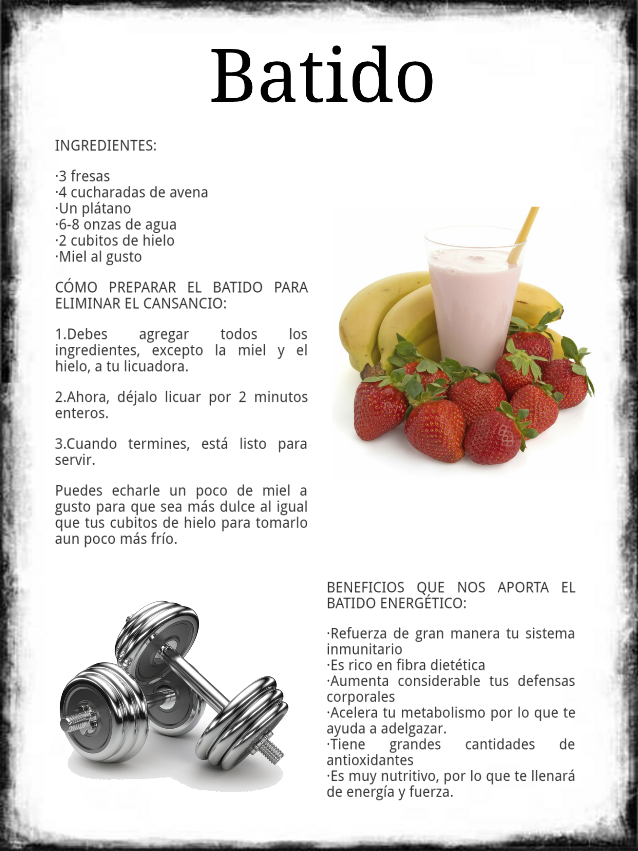 Batido
INGREDIENTES:
·3 fresas
·4 cucharadas de avena
·Un plátano
·6-8 onzas de agua
·2 cubitos de hielo
·Miel al gusto
CÓMO PREPARAR EL BATIDO PARA
ELIMINAR EL CANSANCIO:
1.Debes agregar todos los
ingredientes, excepto la miel y el
hielo, a tu licuadora.
2.Ahora, déjalo licuar por 2 minutos
enteros.
3.Cuando termines, está listo para
servir.
Puedes echarle un poco de miel a
gusto para que sea más dulce al igual
que tus cubitos de hielo para tomarlo
aun poco más frío.
BENEFICIOS QUE NOS APORTA EL
BATIDO ENERGÉTICO:
·Refuerza de gran manera tu sistema
inmunitario
·Es rico en fibra dietética
·Aumenta considerable tus defensas
corporales
·Acelera tu metabolismo por lo que te
ayuda a adelgazar.
·Tiene grandes cantidades de
antioxidantes
·Es muy nutritivo, por lo que te llenará
de energía y fuerza.